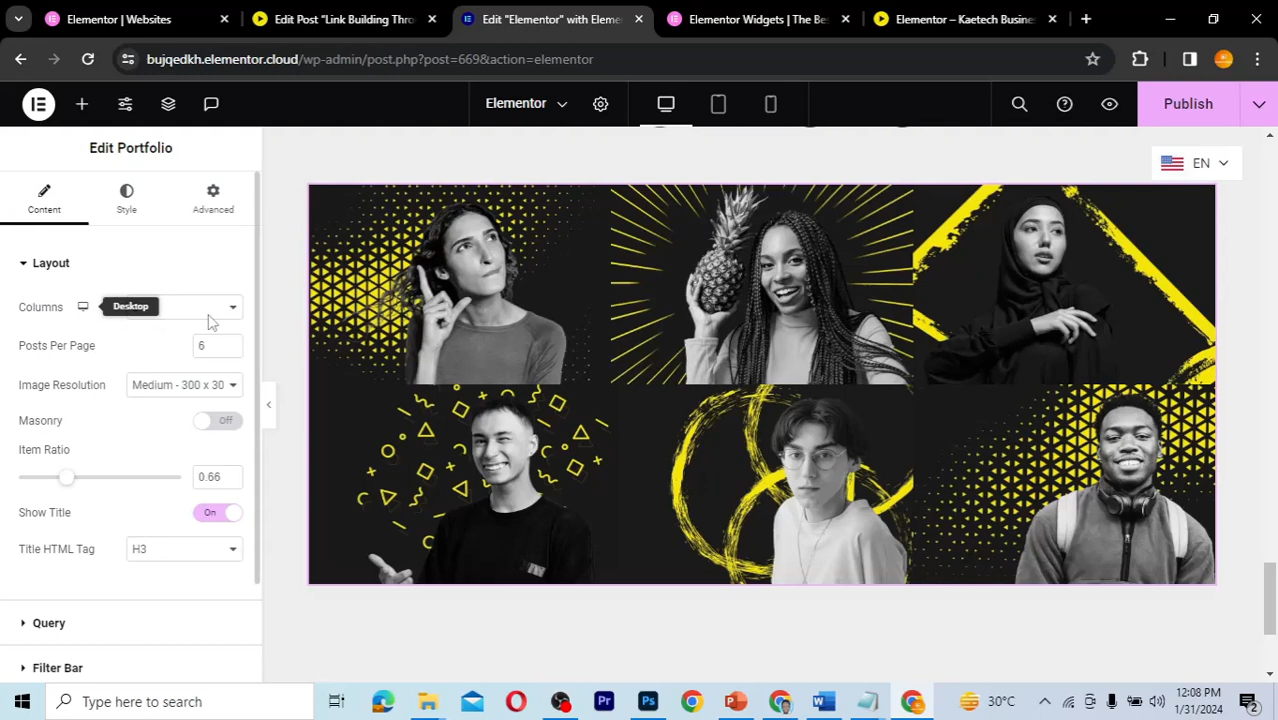 Elementor | Websites
Edit Post "Link Building Thro
Edit "Elementor" with Eleme
Elementor Widgets | The Be
Elementor – Kaetech Busine
bujqedkh.elementor.cloud/wp-admin/post.php?post=669&action=elementor
Elementor
Publish
Edit Portfolio
EN
Content
Style
Advanced
Layout
Columns
Desktop
Posts Per Page
6
Image Resolution
Medium - 300 x 30
Masonry
Off
Item Ratio
0.66
Show Title
On
Title HTML Tag
H3
Query
Filter Bar
Type here to search
30°C
12:08 PM
1/31/2024
2